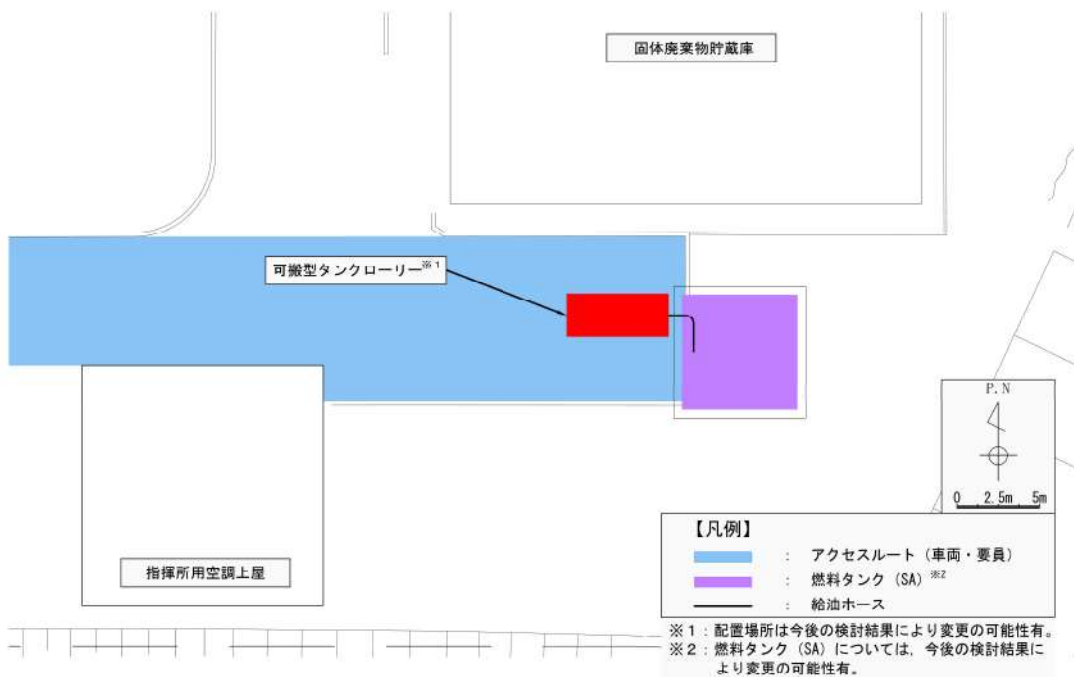 固体廃棄物貯蔵庫
可搬型タンクローリー※1
指揮所用空調上屋
P.N
0 2.5m 5m
【凡例】
： アクセスルート（車両・要員）
： 燃料タンク（SA）※2
： 給油ホース
※1：配置場所は今後の検討結果により変更の可能性有。
※2：燃料タンク（SA）については，今後の検討結果に
より変更の可能性有。